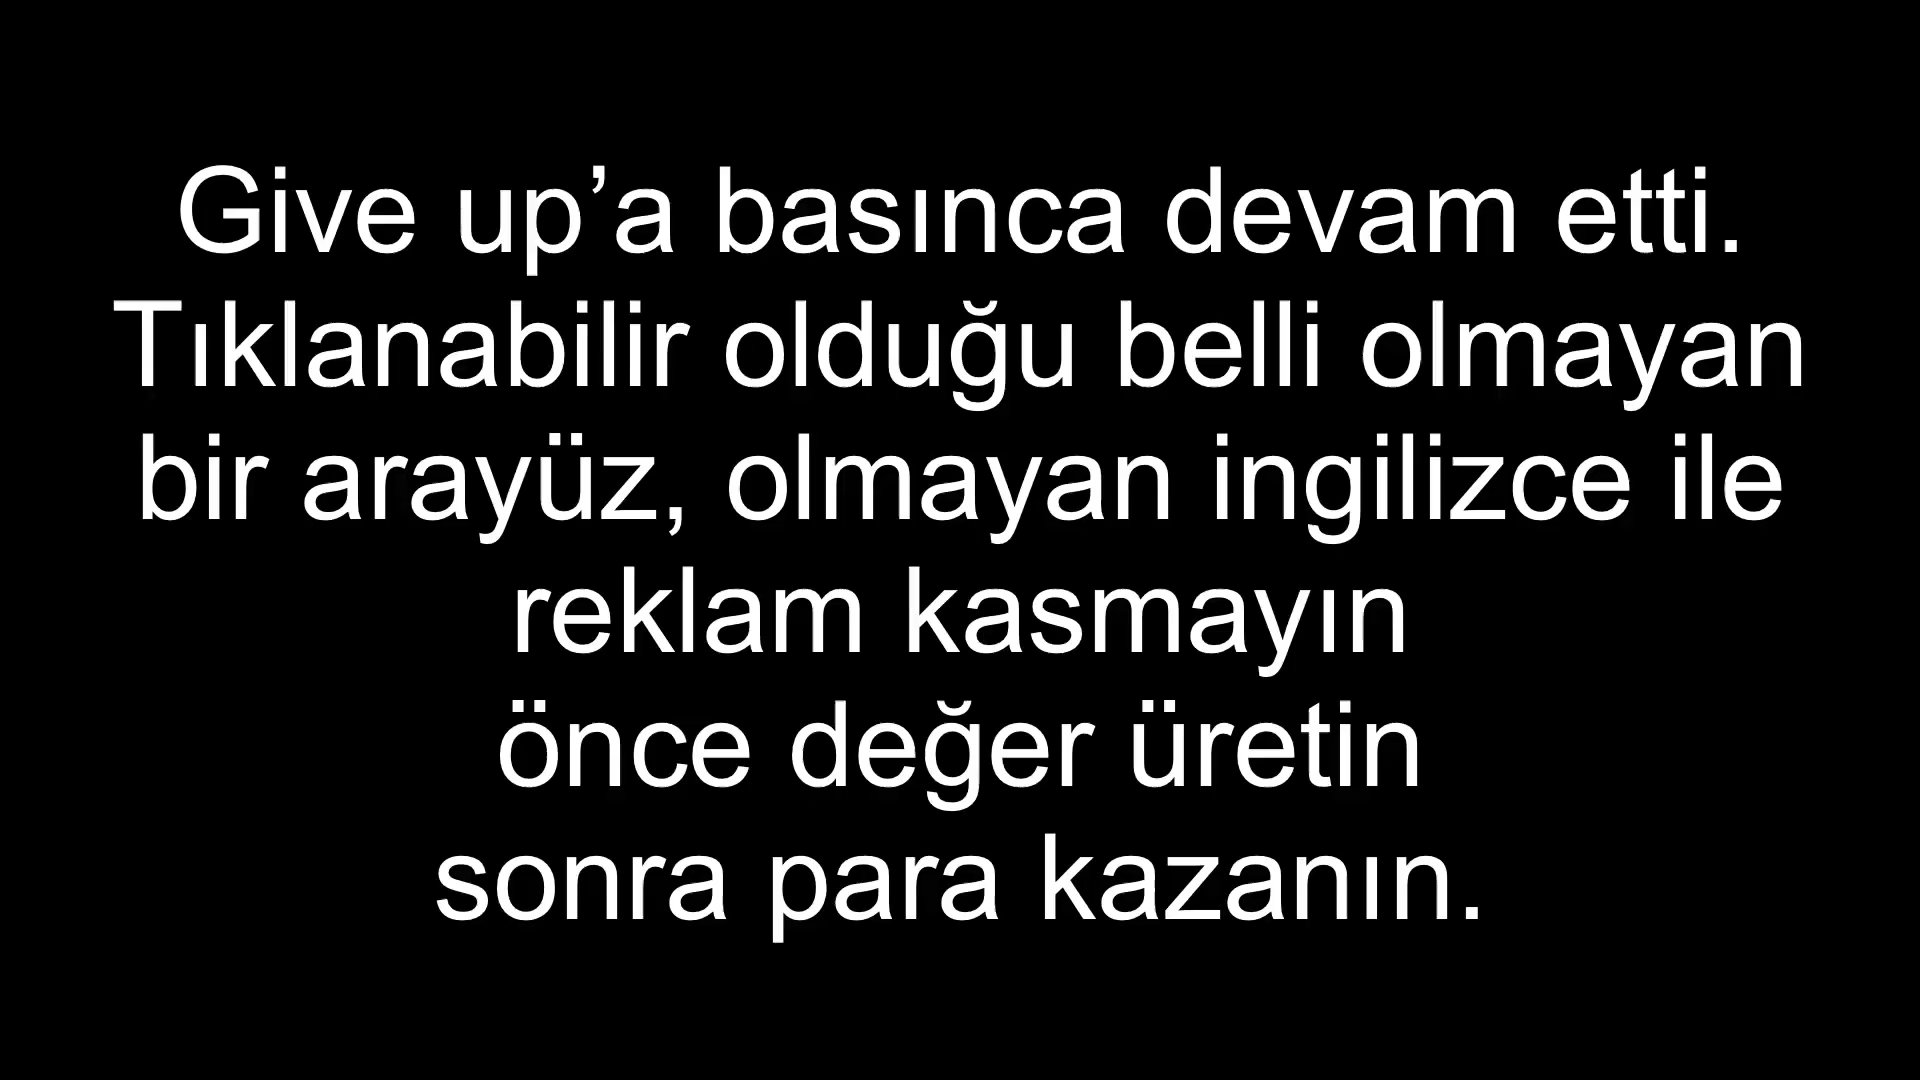 Give up’a basınca devam etti.
Tıklanabilir olduğu belli olmayan
bir arayüz, olmayan ingilizce ile
reklam kasmayın
önce değer üretin
sonra para kazanın.